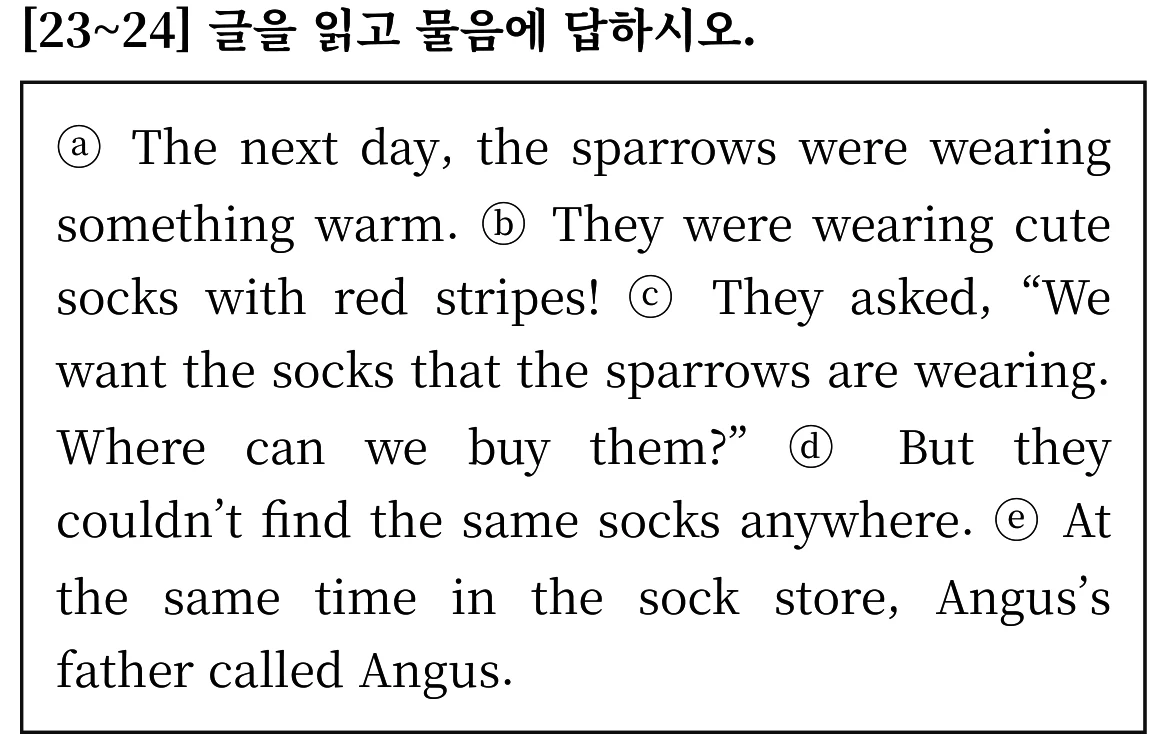 [23~24] 글을 읽고 물음에 답하시오.
ⓐ The next day, the sparrows were wearing
something warm. ⓑ They were wearing cute
socks with red stripes! ⓒ They asked, “We
want the socks that the sparrows are wearing.
Where can we buy them?” ⓓ But they
couldn’t find the same socks anywhere. ⓔ At
the same time in the sock store, Angus’s
father called Angus.